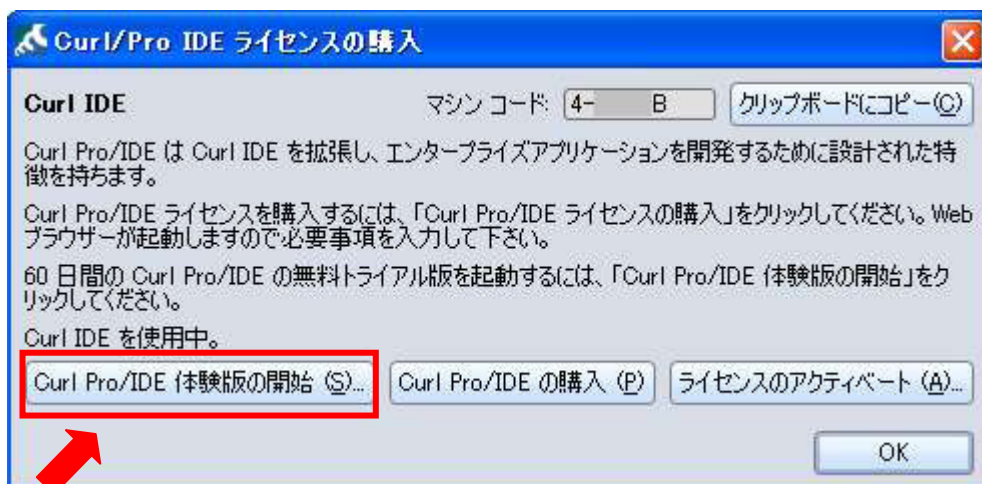 Curl/Pro IDE ライセンスの購入
Curl IDE マシン コード: 4- B クリップボードにコピー(C)
Curl Pro/IDE は Curl IDE を拡張し、エンタープライズアプリケーションを開発するために設計された特
徴を持ちます。
Curl Pro/IDE ライセンスを購入するには、「Curl Pro/IDE ライセンスの購入」をクリックしてください。Web
ブラウザーが起動しますので必要事項を入力して下さい。
60 日間の Curl Pro/IDE の無料トライアル版を起動するには、「Curl Pro/IDE 体験版の開始」をク
リックしてください。
Curl IDE を使用中。
Curl Pro/IDE 体験版の開始 (S)... Curl Pro/IDE の購入 (P) ライセンスのアクティベート (A)...
OK